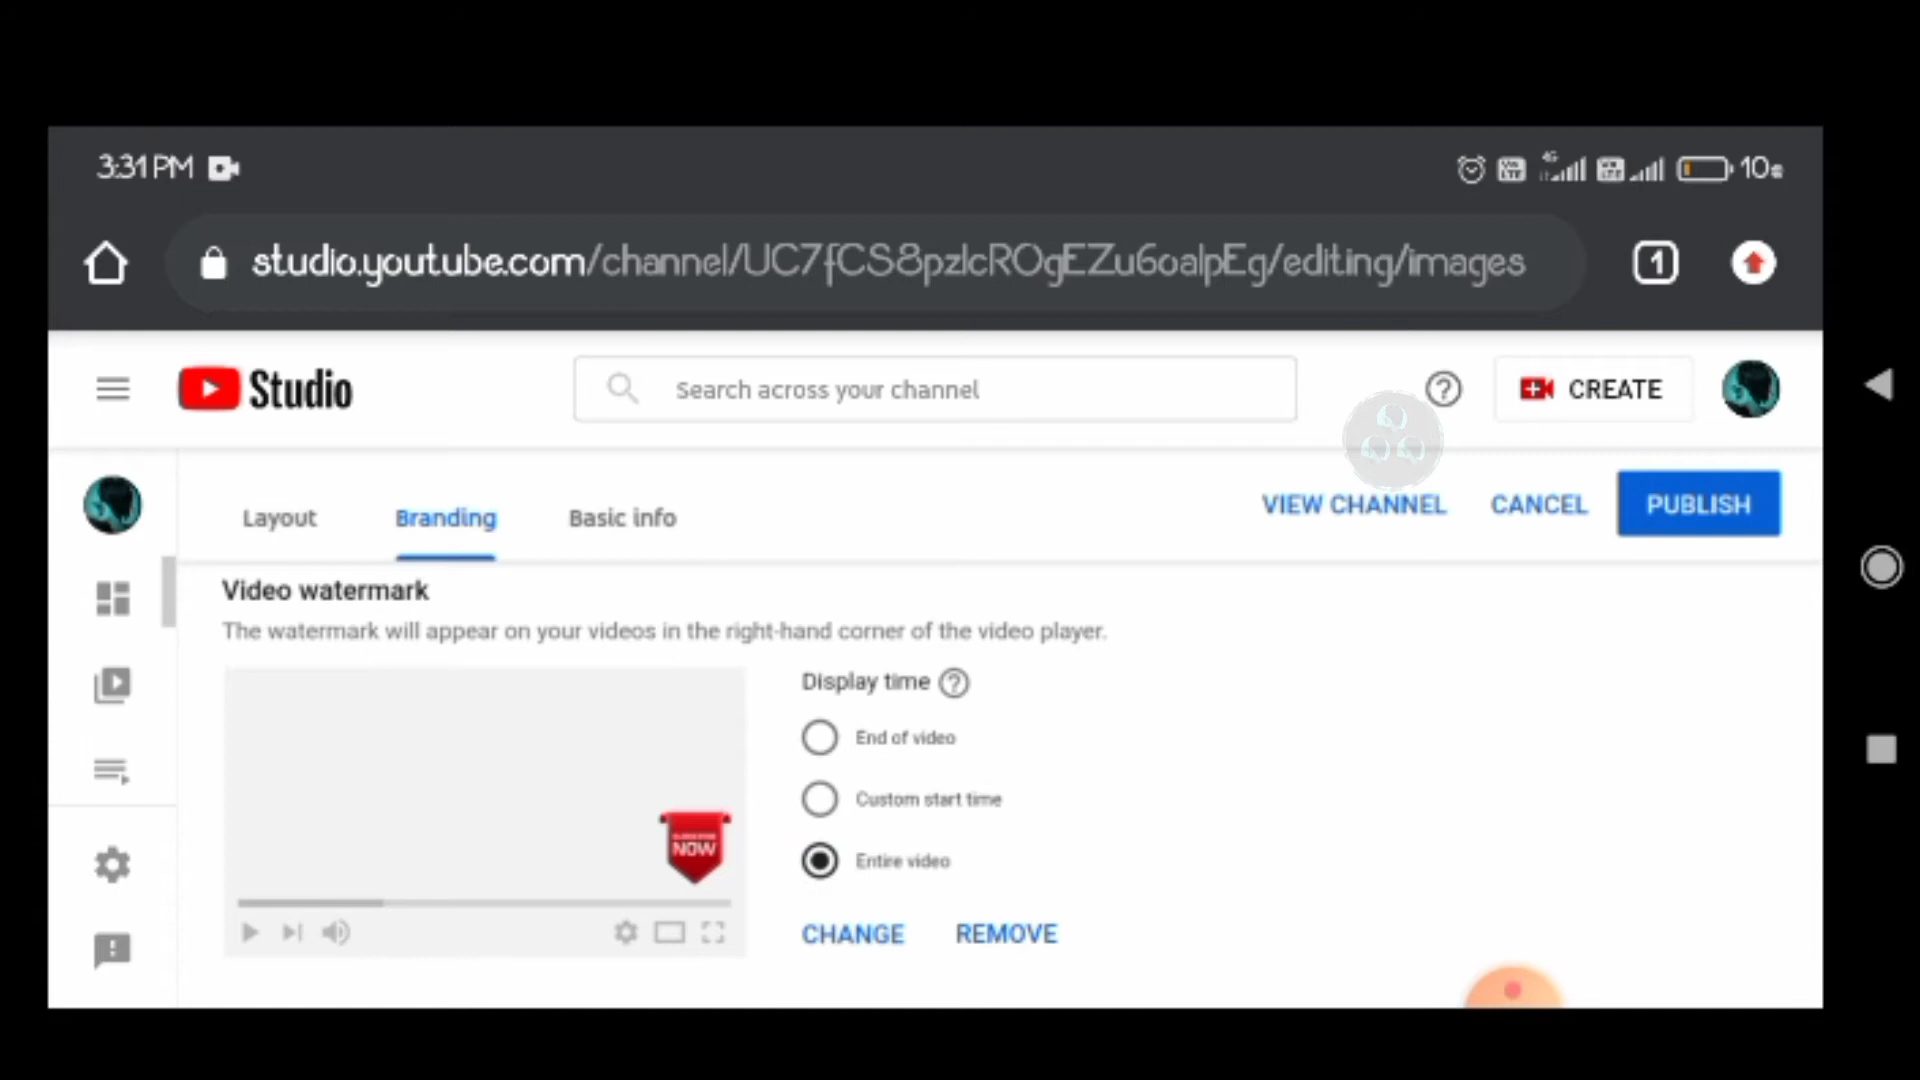 3:31 PM
4G
10
studio.youtube.com/channel/UC7fCS8pzlcROgEZu6oalpEg/editing/images
1
Studio
Search across your channel
CREATE
Layout
Branding
Basic info
VIEW CHANNEL
CANCEL
PUBLISH
Video watermark
The watermark will appear on your videos in the right-hand corner of the video player.
Display time
End of video
Custom start time
Entire video
NOW
CHANGE
REMOVE